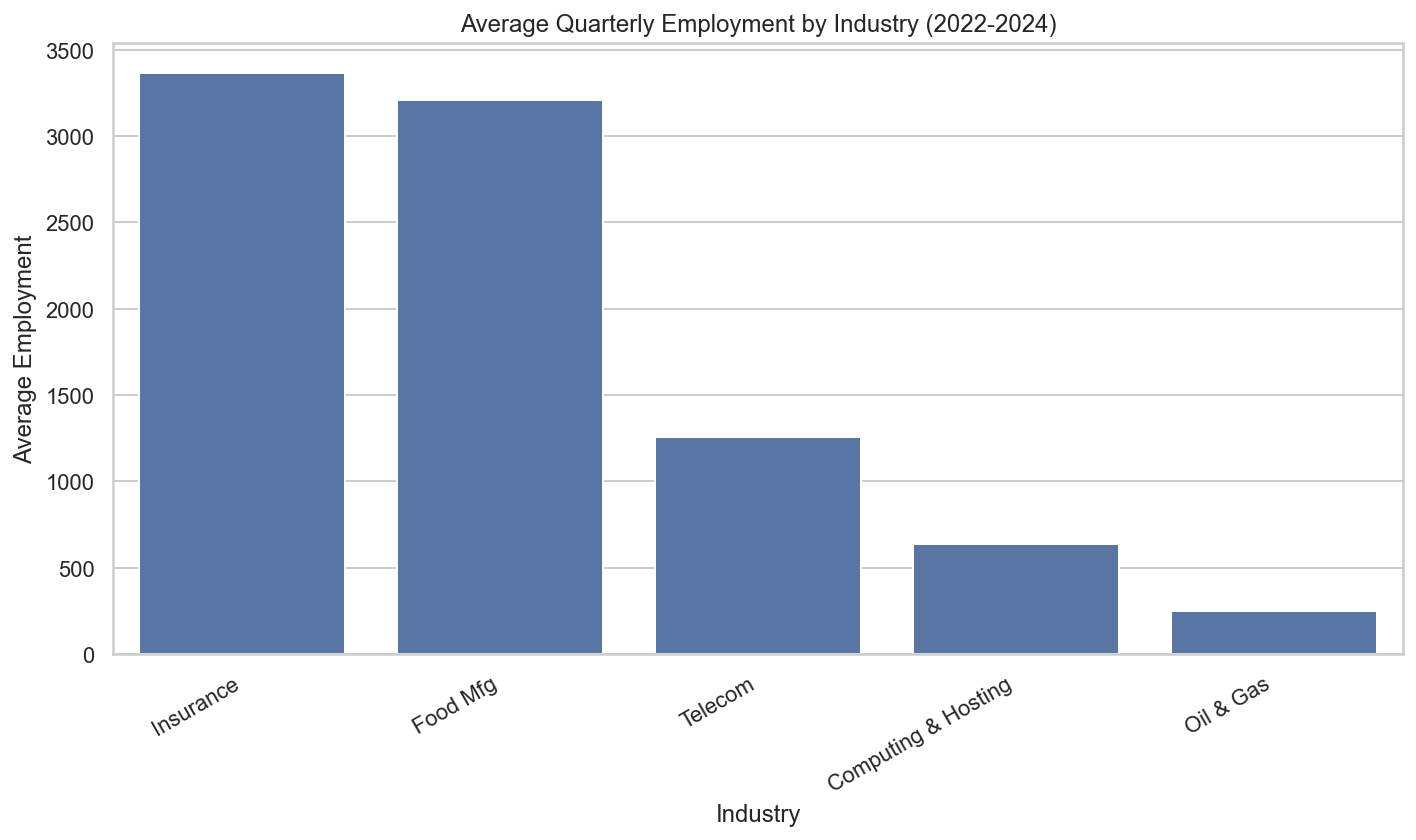 Average Quarterly Employment by Industry (2022-2024)
3500
3000
2500
2000
1500
1000
500
0
Average Employment
Insurance
Food Mfg
Telecom
Computing & Hosting
Oil & Gas
Industry